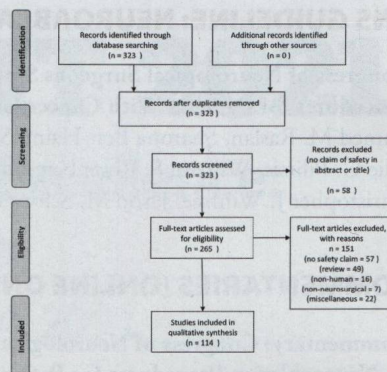 Identification
Records identified through
database searching
(n = 323 )
Additional records identified
through other sources
(n = 0 )
Records after duplicates removed
(n = 323 )
Screening
Records screened
(n = 323 )
Records excluded
(no claim of safety in
abstract or title)
(n = 58 )
Eligibility
Full-text articles assessed
for eligibility
(n = 265 )
Full-text articles excluded,
with reasons
n = 151
(no safety claim = 57 )
(review = 49)
(non-human = 16)
(non-neurosurgical = 7)
(miscellaneous = 22)
Included
Studies included in
qualitative synthesis
(n = 114 )